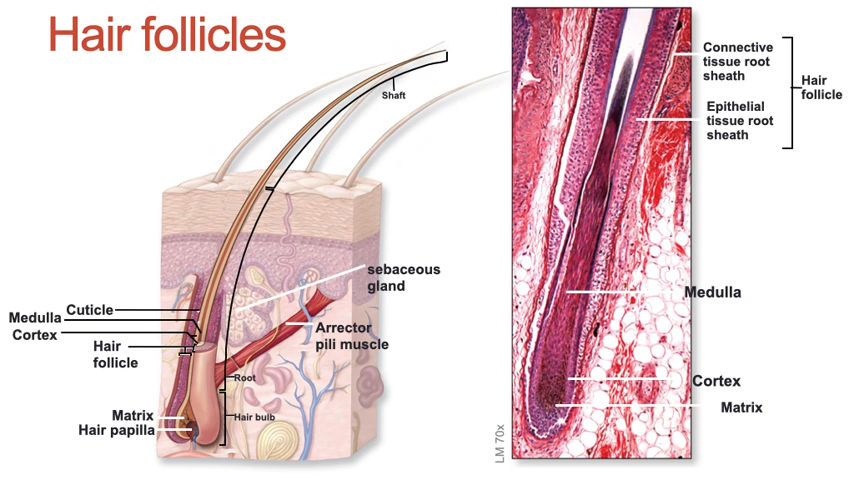 Hair follicles
Shaft
sebaceous
gland
Arrector
pili muscle
Cuticle
Medulla
Cortex
Hair
follicle
Root
Hair bulb
Matrix
Hair papilla
Connective
tissue root
sheath
Epithelial
tissue root
sheath
Hair
follicle
Medulla
Cortex
Matrix
LM 70x